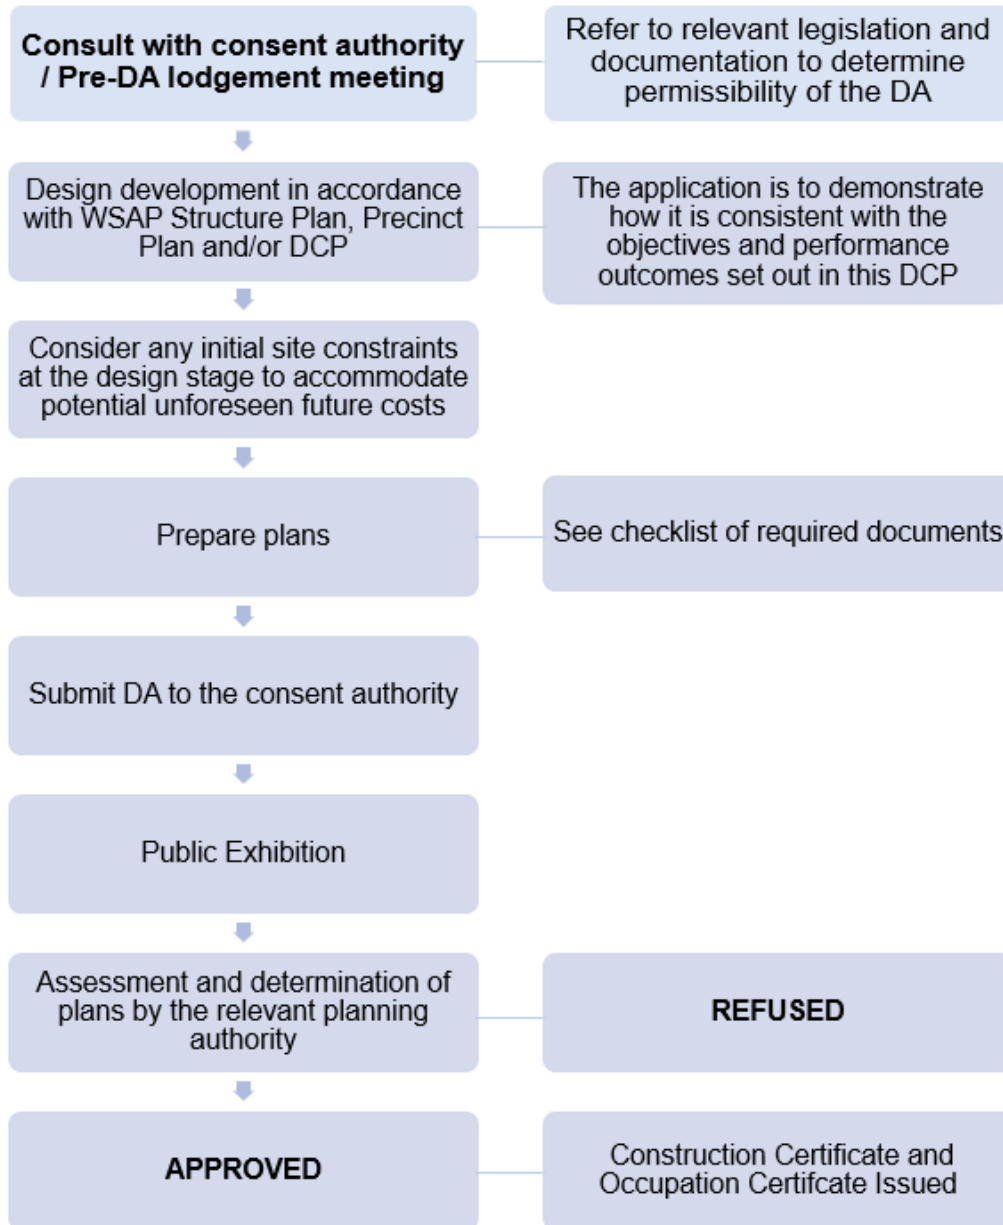 Consult with consent authority
/ Pre-DA lodgement meeting
Refer to relevant legislation and
documentation to determine
permissibility of the DA
Design development in accordance
with WSAP Structure Plan, Precinct
Plan and/or DCP
The application is to demonstrate
how it is consistent with the
objectives and performance
outcomes set out in this DCP
Consider any initial site constraints
at the design stage to accommodate
potential unforeseen future costs
Prepare plans
See checklist of required documents
Submit DA to the consent authority
Public Exhibition
Assessment and determination of
plans by the relevant planning
authority
REFUSED
APPROVED
Construction Certificate and
Occupation Certifcate Issued